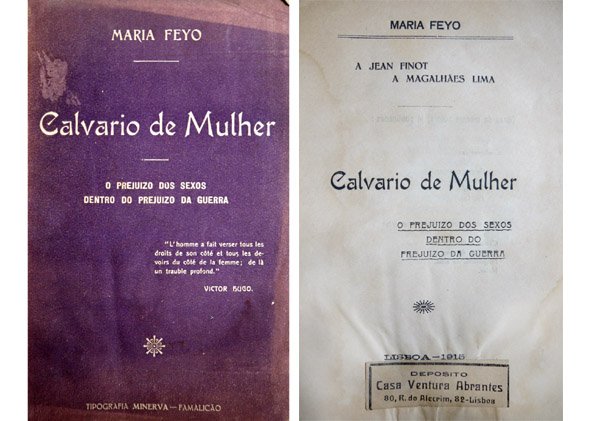 MARIA FEYO
Calvario de Mulher
O PREJUIZO DOS SEXOS
DENTRO DO PREJUIZO DA GUERRA
"L'homme a fait verser tous les
droits de son côté et tous les de-
voirs du côté de la femme; de là
un trauble profond."
VICTOR HUGO.
TIPOGRAFIA MINERVA — FAMALICÃO
MARIA FEYO
A JEAN FINOT
A MAGALHÃES LIMA
Calvario de Mulher
O PREJUIZO DOS SEXOS
DENTRO DO
PREJUIZO DA GUERRA
LISBOA — 1915
DEPOSITO
Casa Ventura Abrantes
80, R. do Alecrim, 82-Lisboa